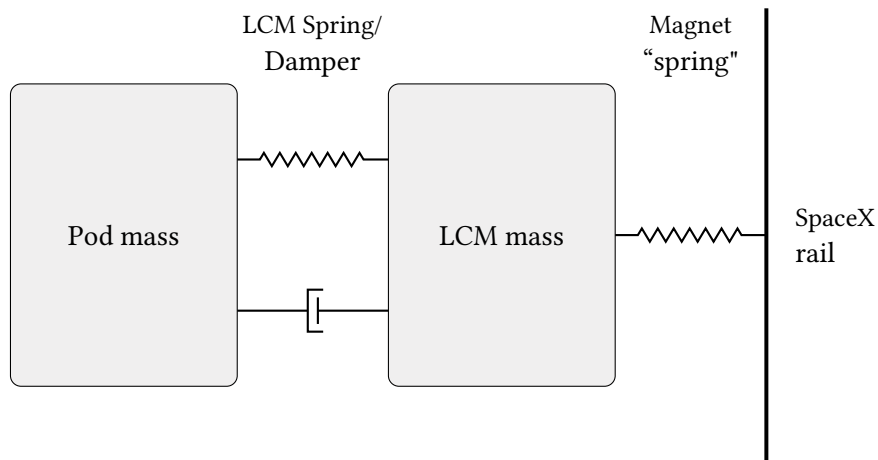 LCM Spring/
Damper
Magnet
“spring"
Pod mass
LCM mass
SpaceX
rail